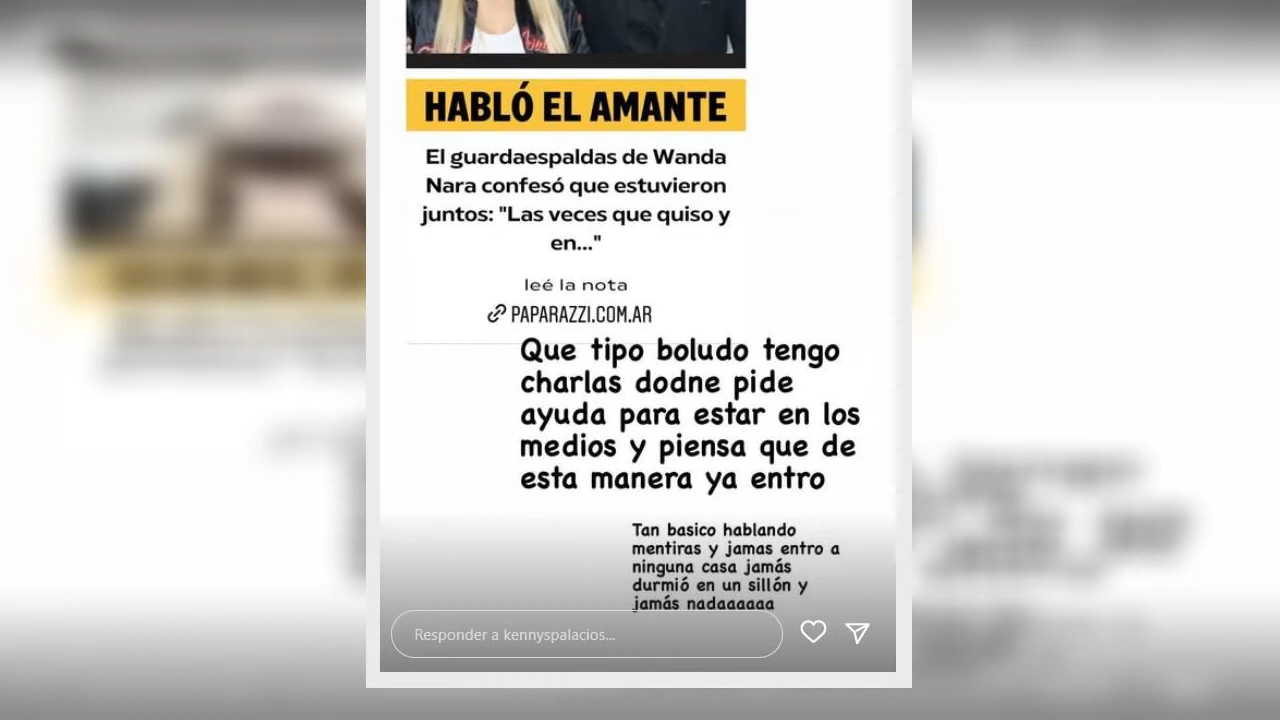 HABLÓ EL AMANTE
El guardaespaldas de Wanda
Nara confesó que estuvieron
juntos: "Las veces que quiso y
en..."
leé la nota
PAPARAZZI.COM.AR
Que tipo boludo tengo
charlas dodne pide
ayuda para estar en los
medios y piensa que de
esta manera ya entro
Tan basico hablando
mentiras y jamas entro a
ninguna casa jamás
durmió en un sillón y
jamás nadaaaaaa
Responder a kennyspalacios...